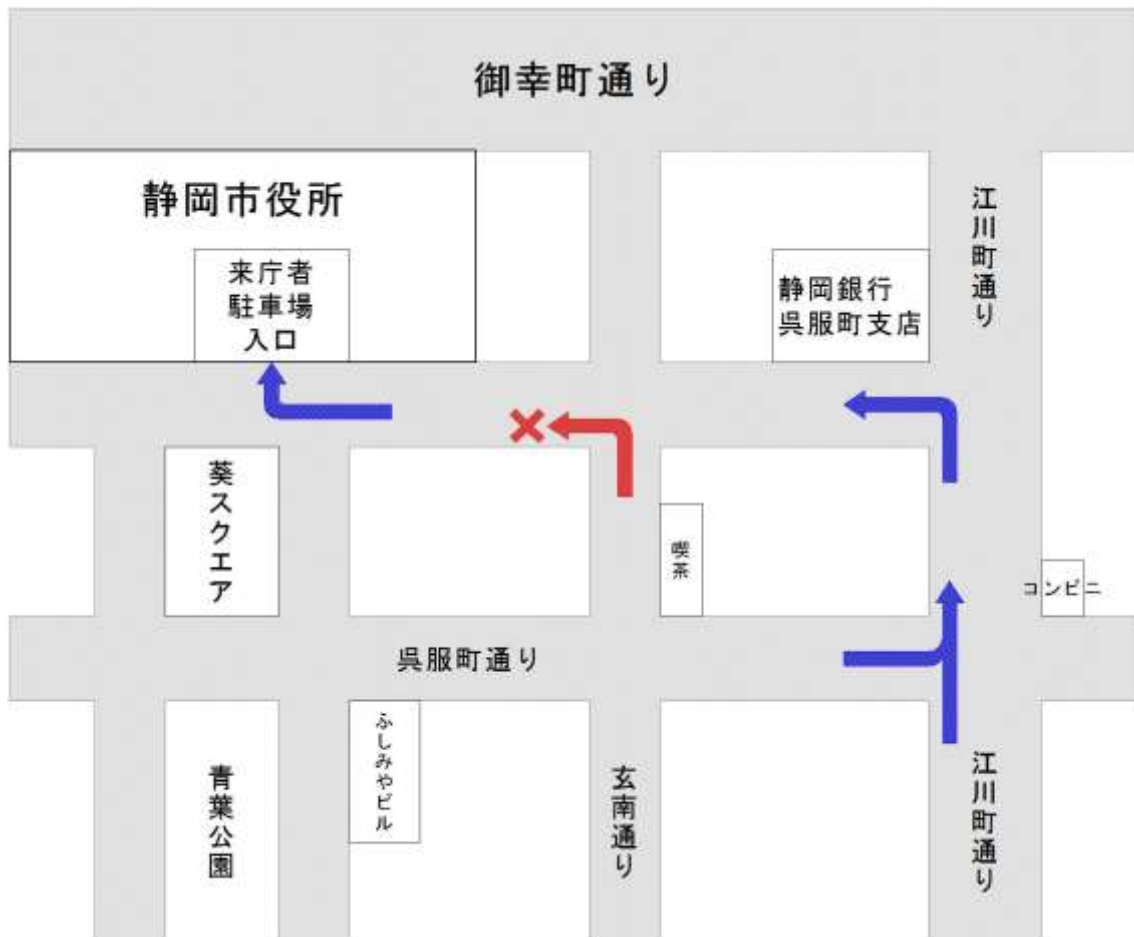 御幸町通り
静岡市役所
来庁者
駐車場
入口
静岡銀行
呉服町支店
江川町通り
葵スクエア
喫茶
コンビニ
呉服町通り
青葉公園
ふしみやビル
玄南通り
江川町通り